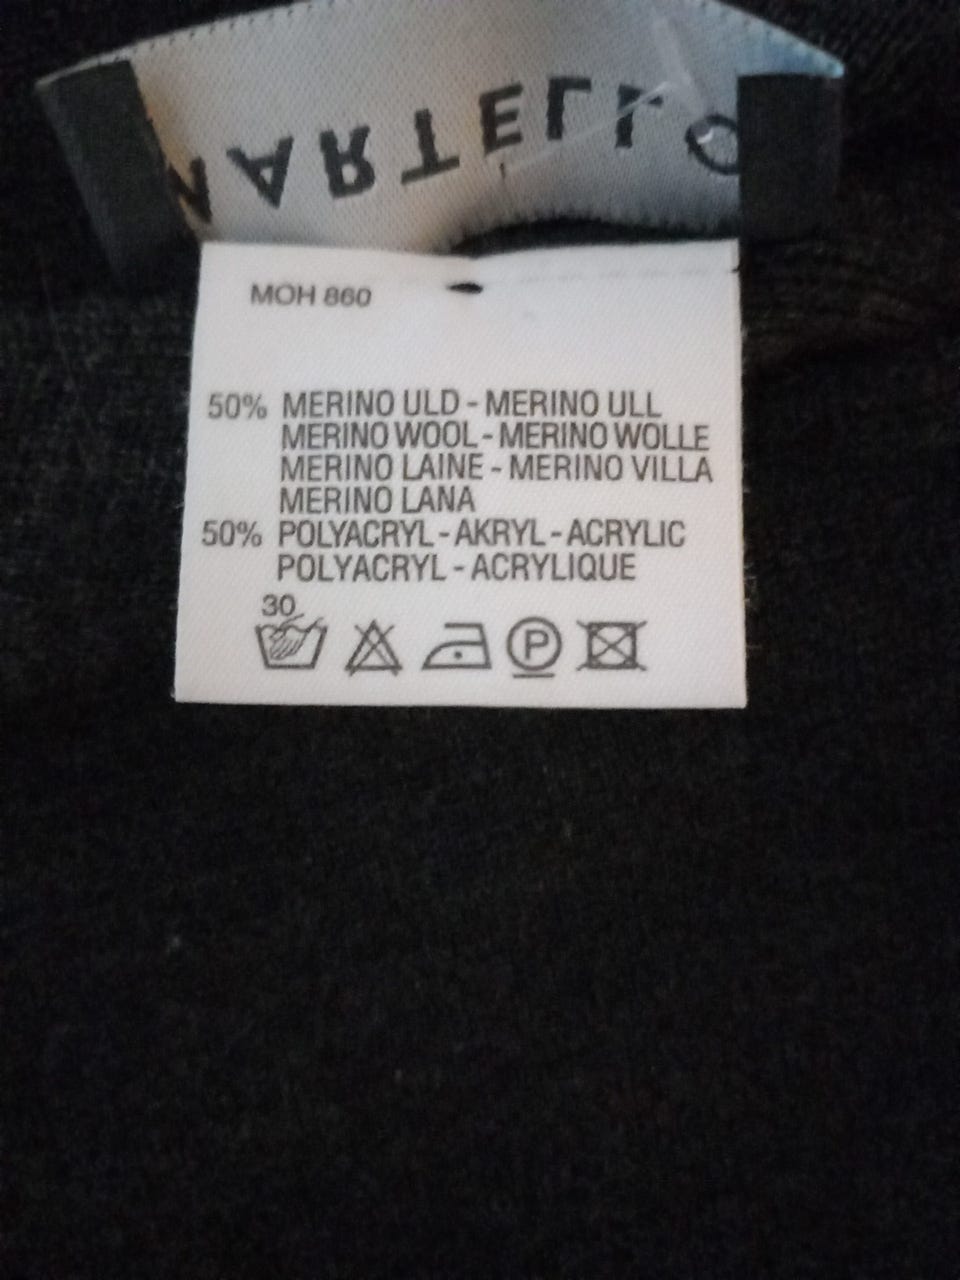 MARTELLO
MOH 860
50% MERINO ULD - MERINO ULL
MERINO WOOL - MERINO WOLLE
MERINO LAINE - MERINO VILLA
MERINO LANA
50% POLYACRYL - AKRYL - ACRYLIC
POLYACRYL - ACRYLIQUE
30
P